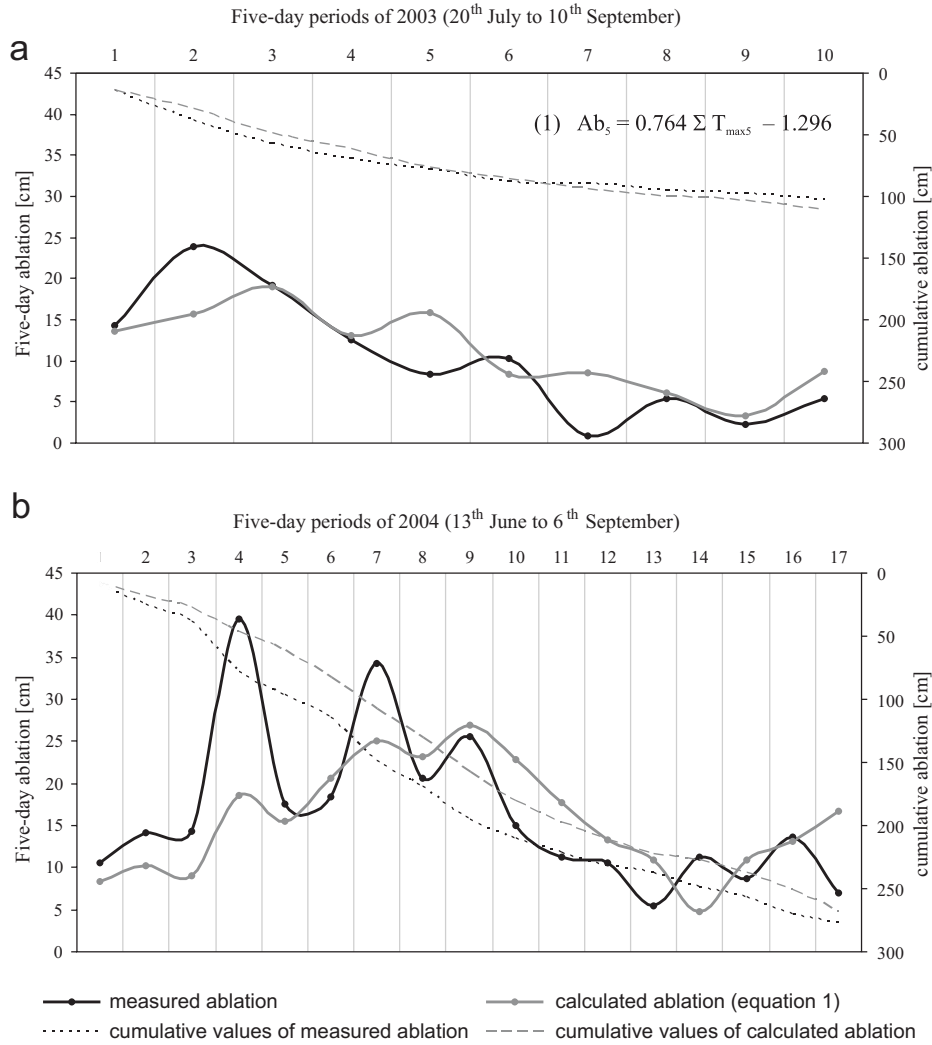 Five-day periods of 2003 (20th July to 10th September)
a
1 2 3 4 5 6 7 8 9 10
45 0
40
35 50
30 100
25
150
20
15 200
10 250
5
0 300
Five-day ablation [cm]
cumulative ablation [cm]
(1) Ab5 = 0.764 Σ Tmax5 – 1.296
b
Five-day periods of 2004 (13th June to 6th September)
2 3 4 5 6 7 8 9 10 11 12 13 14 15 16 17
45 0
40
35 50
30 100
25
150
20
15 200
10 250
5
0 300
Five-day ablation [cm]
cumulative ablation [cm]
measured ablation
calculated ablation (equation 1)
cumulative values of measured ablation
cumulative values of calculated ablation